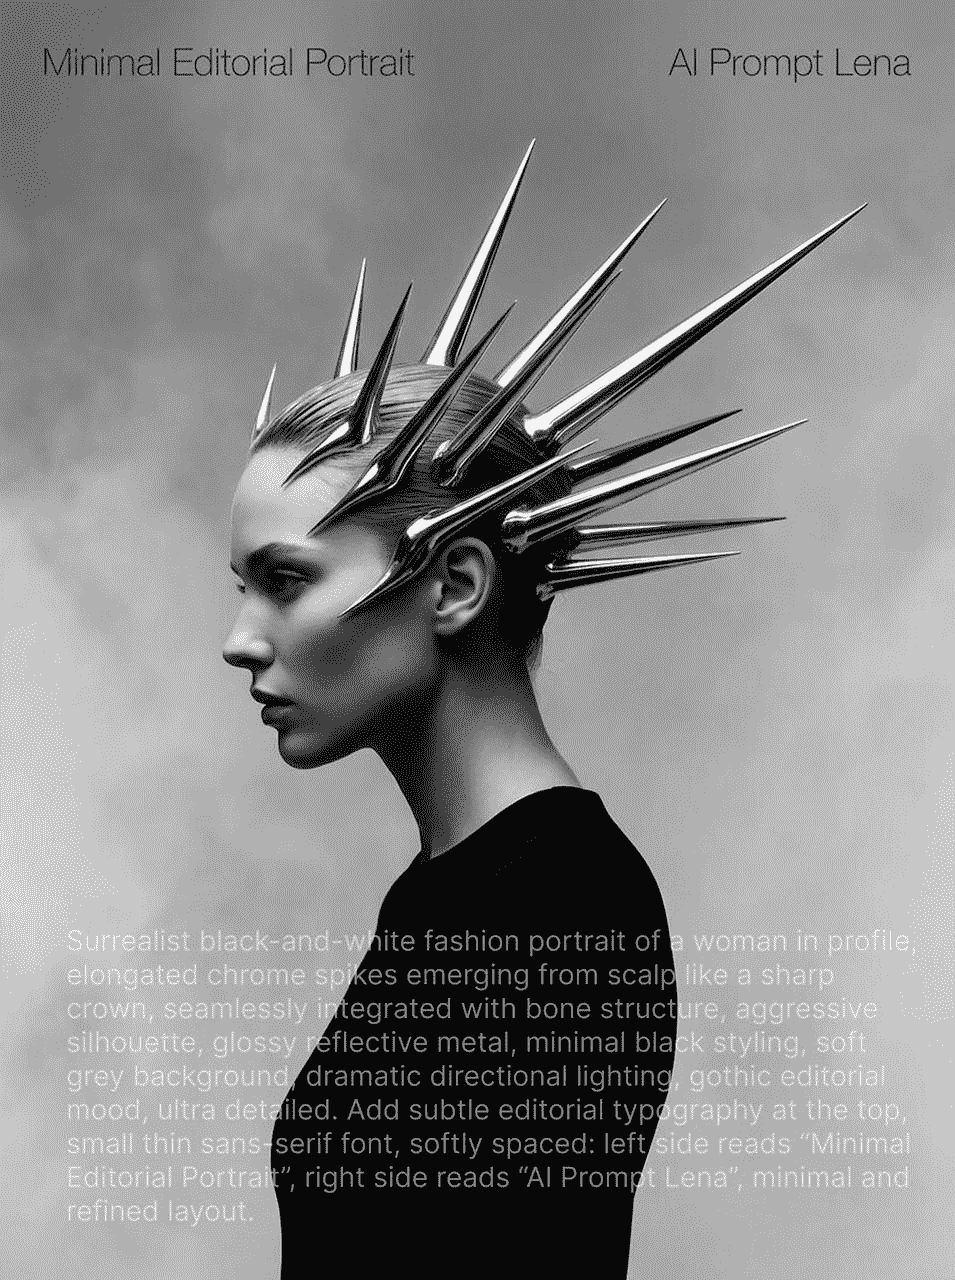 Minimal Editorial Portrait
AI Prompt Lena
Surrealist black-and-white fashion portrait of a woman in profile,
elongated chrome spikes emerging from scalp like a sharp
crown, seamlessly integrated with bone structure, aggressive
silhouette, glossy reflective metal, minimal black styling, soft
grey background, dramatic directional lighting, gothic editorial
mood, ultra detailed. Add subtle editorial typography at the top,
small thin sans-serif font, softly spaced: left side reads “Minimal
Editorial Portrait”, right side reads “AI Prompt Lena”, minimal and
refined layout.